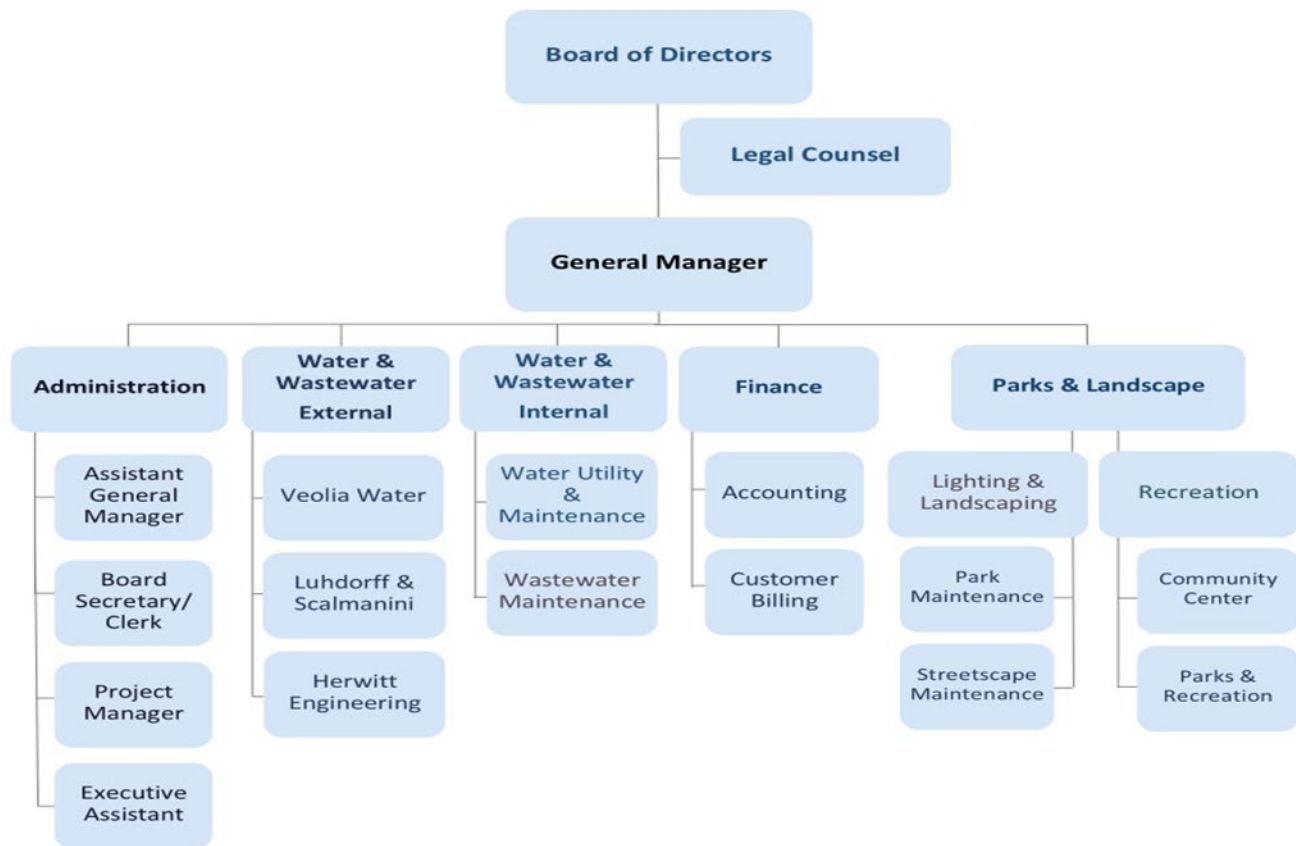 Board of Directors
Legal Counsel
General Manager
Administration
Water &
Wastewater
External
Water &
Wastewater
Internal
Finance
Parks & Landscape
Assistant
General
Manager
Board
Secretary/
Clerk
Project
Manager
Executive
Assistant
Veolia Water
Luhdorff &
Scalmanini
Herwitt
Engineering
Water Utility
&
Maintenance
Wastewater
Maintenance
Accounting
Customer
Billing
Lighting &
Landscaping
Park
Maintenance
Streetscape
Maintenance
Recreation
Community
Center
Parks &
Recreation